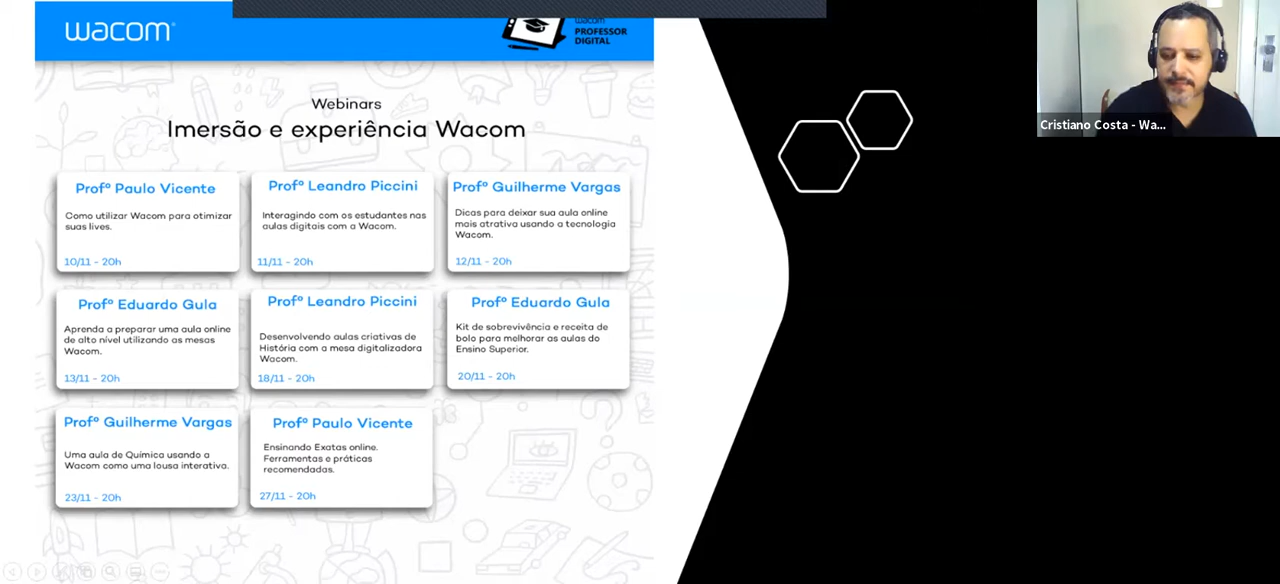 wacom
wacom
PROFESSOR
DIGITAL
Cristiano Costa - Wa...
Webinars
Imersão e experiência Wacom
Profº Paulo Vicente
Como utilizar Wacom para otimizar
suas lives.
10/11 - 20h
Profº Leandro Piccini
Interagindo com os estudantes nas
aulas digitais com a Wacom.
11/11 - 20h
Profº Guilherme Vargas
Dicas para deixar sua aula online
mais atrativa usando a tecnologia
Wacom.
12/11 - 20h
Profº Eduardo Gula
Aprenda a preparar uma aula online
de alto nível utilizando as mesas
Wacom.
13/11 - 20h
Profº Leandro Piccini
Desenvolvendo aulas criativas de
História com a mesa digitalizadora
Wacom.
18/11 - 20h
Profº Eduardo Gula
Kit de sobrevivência e receita de
bolo para melhorar as aulas do
Ensino Superior.
20/11 - 20h
Profº Guilherme Vargas
Uma aula de Química usando a
Wacom como uma lousa interativa.
23/11 - 20h
Profº Paulo Vicente
Ensinando Exatas online.
Ferramentas e práticas
recomendadas.
27/11 - 20h